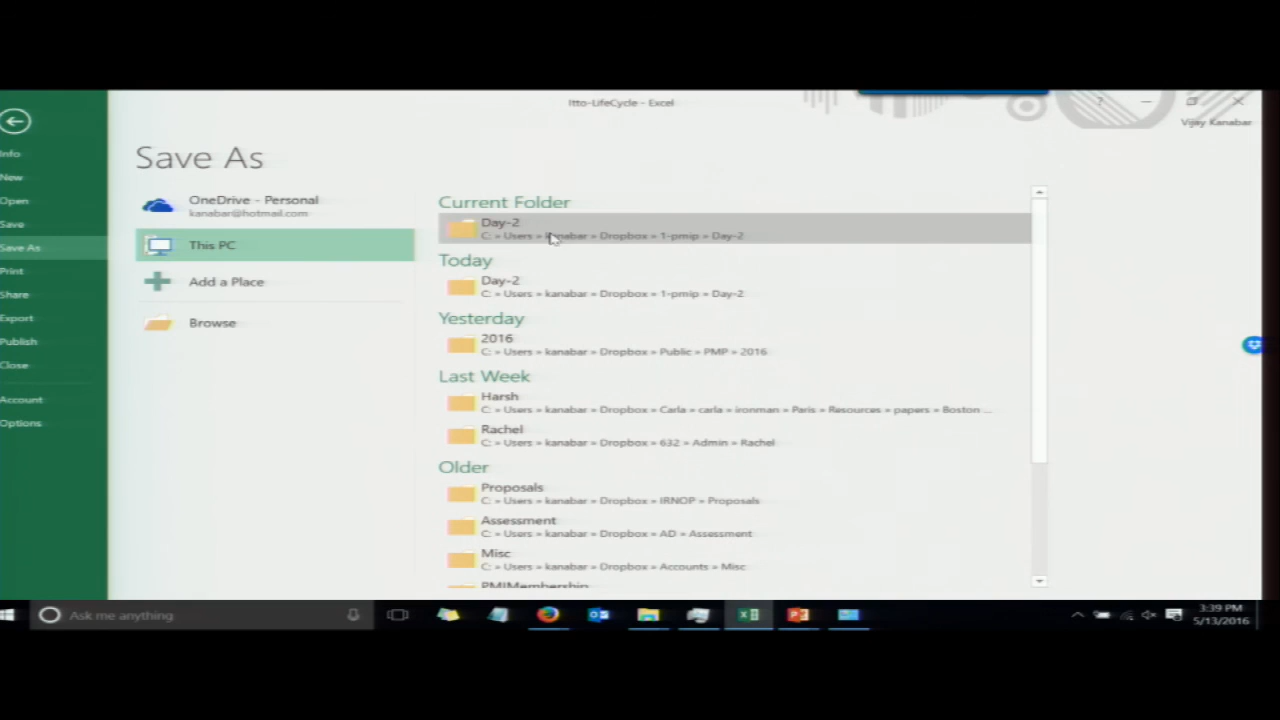 Itto-LifeCycle - Excel
?
Vijay Kanabar
Info
New
Open
Save
Save As
Print
Share
Export
Publish
Close
Account
Options
Save As
OneDrive - Personal
kanabar@hotmail.com
This PC
Add a Place
Browse
Current Folder
Day-2
C: » Users » kanabar » Dropbox » 1-pmip » Day-2
Today
Day-2
C: » Users » kanabar » Dropbox » 1-pmip » Day-2
Yesterday
2016
C: » Users » kanabar » Dropbox » Public » PMP » 2016
Last Week
Harsh
C: » Users » kanabar » Dropbox » Carla » carla » ironman » Paris » Resources » papers » Boston ...
Rachel
C: » Users » kanabar » Dropbox » 632 » Admin » Rachel
Older
Proposals
C: » Users » kanabar » Dropbox » IRNOP » Proposals
Assessment
C: » Users » kanabar » Dropbox » AD » Assessment
Misc
C: » Users » kanabar » Dropbox » Accounts » Misc
PMIMembership
Ask me anything
3:39 PM
5/13/2016